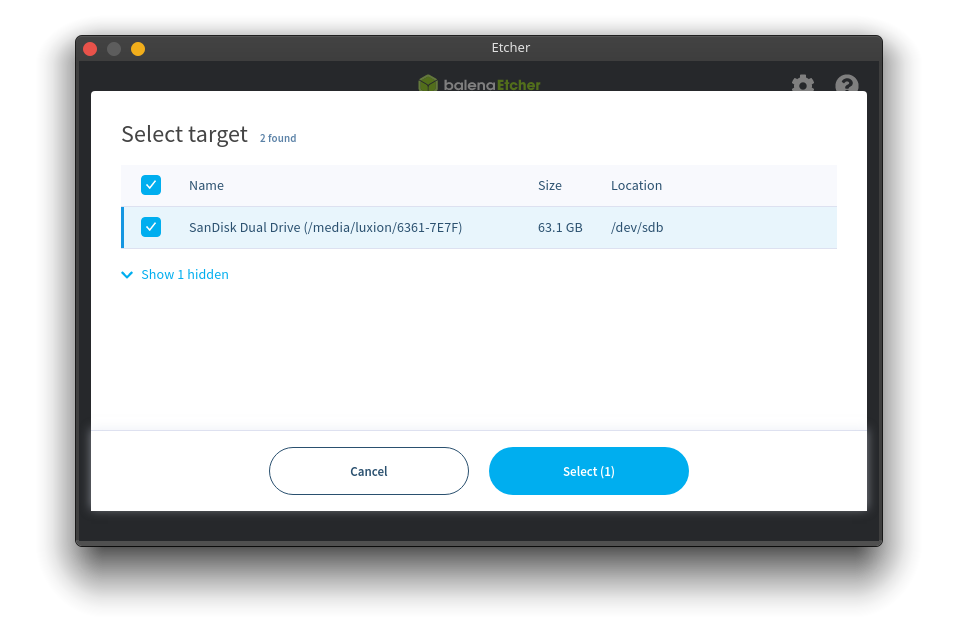 Etcher
balenaEtcher
Select target 2 found
Name Size Location
SanDisk Dual Drive (/media/luxion/6361-7E7F) 63.1 GB /dev/sdb
Show 1 hidden
Cancel Select (1)